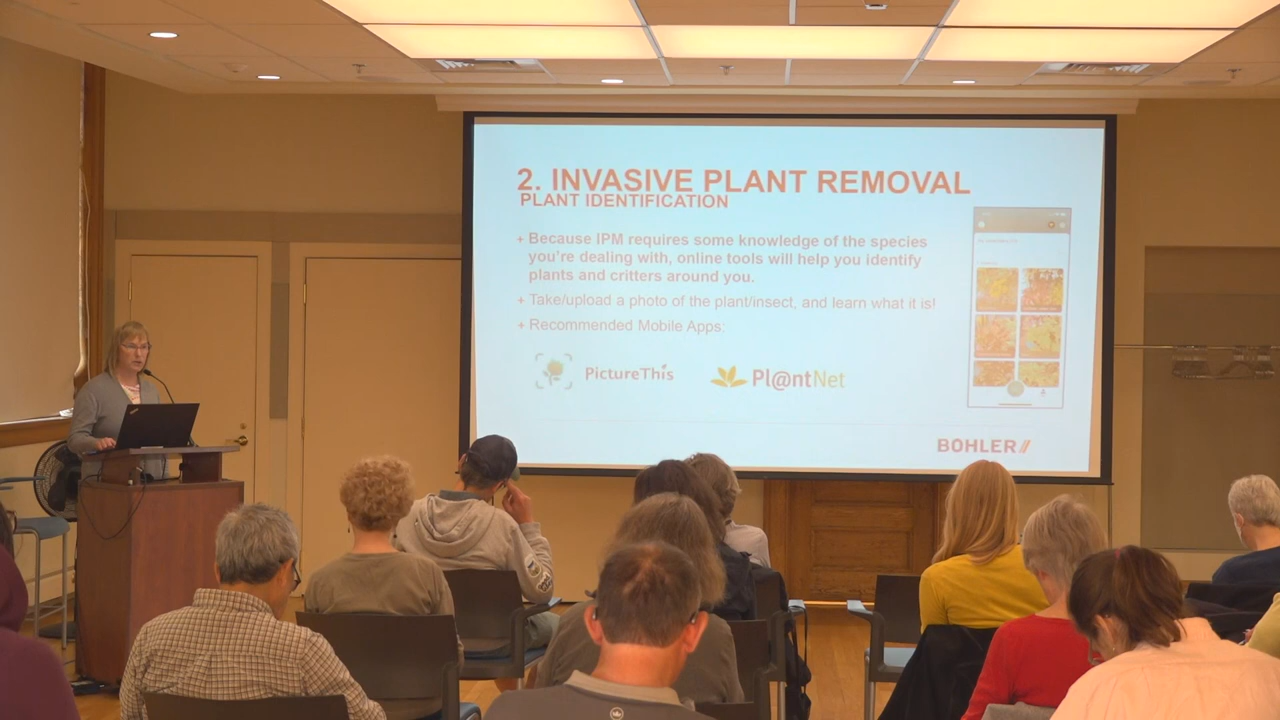 2. INVASIVE PLANT REMOVAL
PLANT IDENTIFICATION
+ Because IPM requires some knowledge of the species
you're dealing with, online tools will help you identify
plants and critters around you.
+ Take/upload a photo of the plant/insect, and learn what it is!
+ Recommended Mobile Apps:
PictureThis
Pl@ntNet
BOHLER//